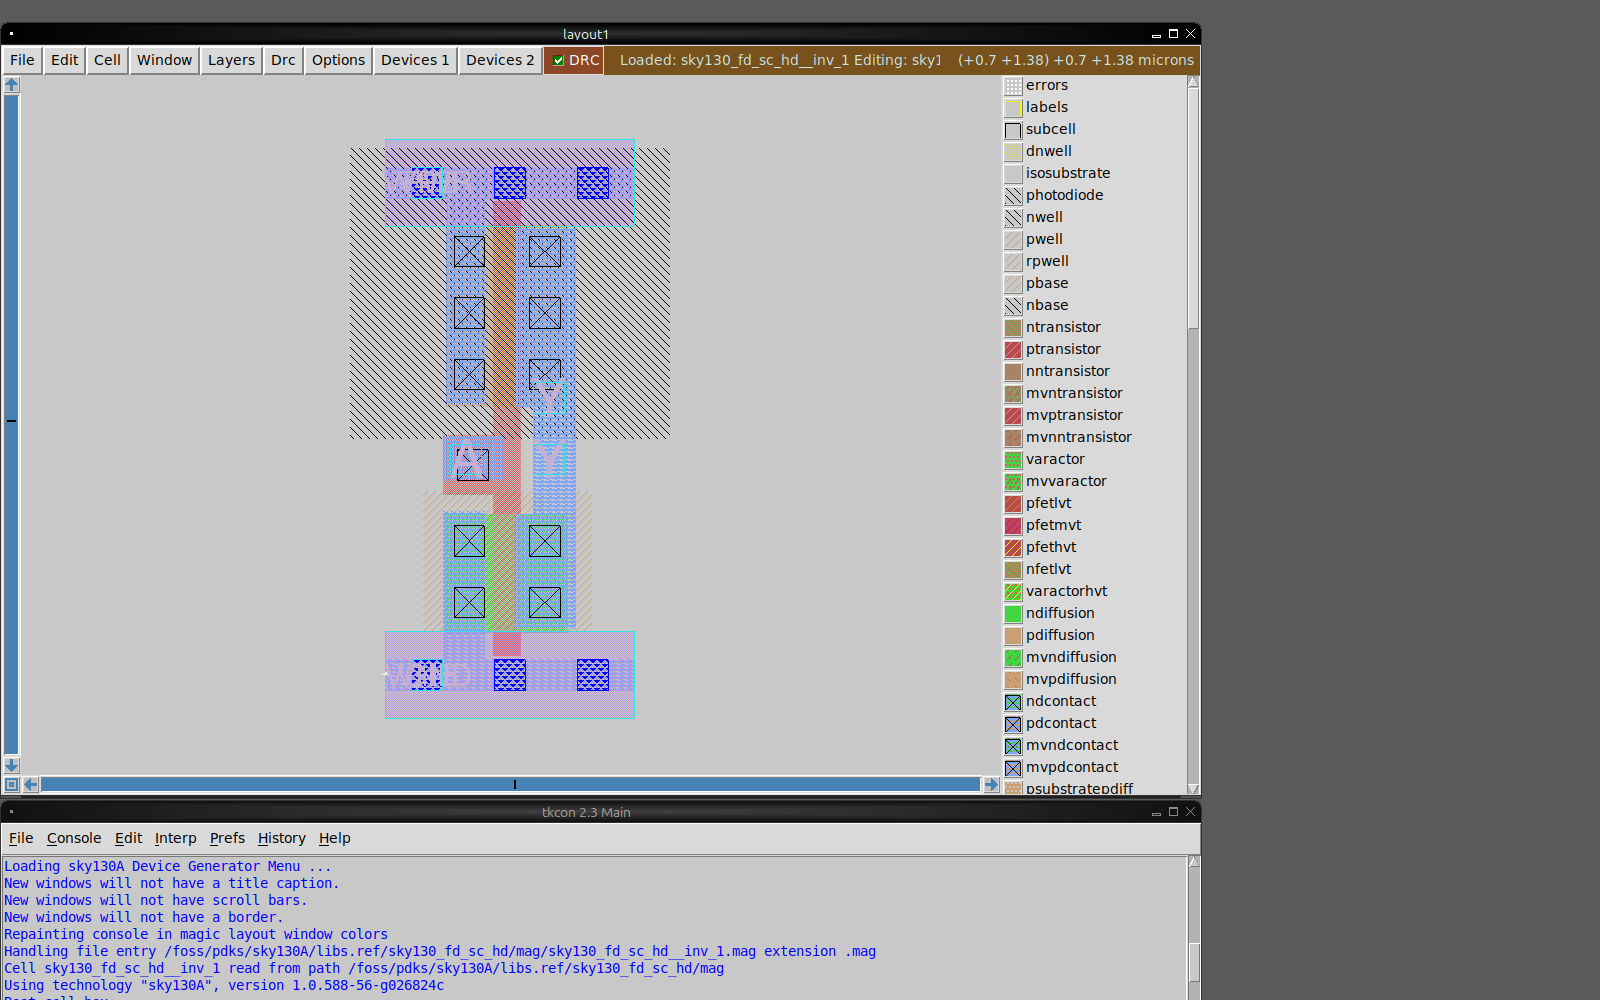 layout1
File Edit Cell Window Layers Drc Options Devices 1 Devices 2 DRC Loaded: sky130_fd_sc_hd__inv_1 Editing: sky1 (+0.7 +1.38) +0.7 +1.38 microns
errors
labels
subcell
dnwell
isosubstrate
photodiode
nwell
pwell
rpwell
pbase
nbase
ntransistor
ptransistor
nntransistor
mvntransistor
mvptransistor
mvnntransistor
varactor
mvvaractor
pfetlvt
pfetmvt
pfethvt
nfetlvt
varactorhvt
ndiffusion
pdiffusion
mvndiffusion
mvpdiffusion
ndcontact
pdcontact
mvndcontact
mvpdcontact
psubstratepdiff
Y
A Y
tkcon 2.3 Main
File Console Edit Interp Prefs History Help
Loading sky130A Device Generator Menu ...
New windows will not have a title caption.
New windows will not have scroll bars.
New windows will not have a border.
Repainting console in magic layout window colors
Handling file entry /foss/pdks/sky130A/libs.ref/sky130_fd_sc_hd/mag/sky130_fd_sc_hd__inv_1.mag extension .mag
Cell sky130_fd_sc_hd__inv_1 read from path /foss/pdks/sky130A/libs.ref/sky130_fd_sc_hd/mag
Using technology "sky130A", version 1.0.588-56-g026824c